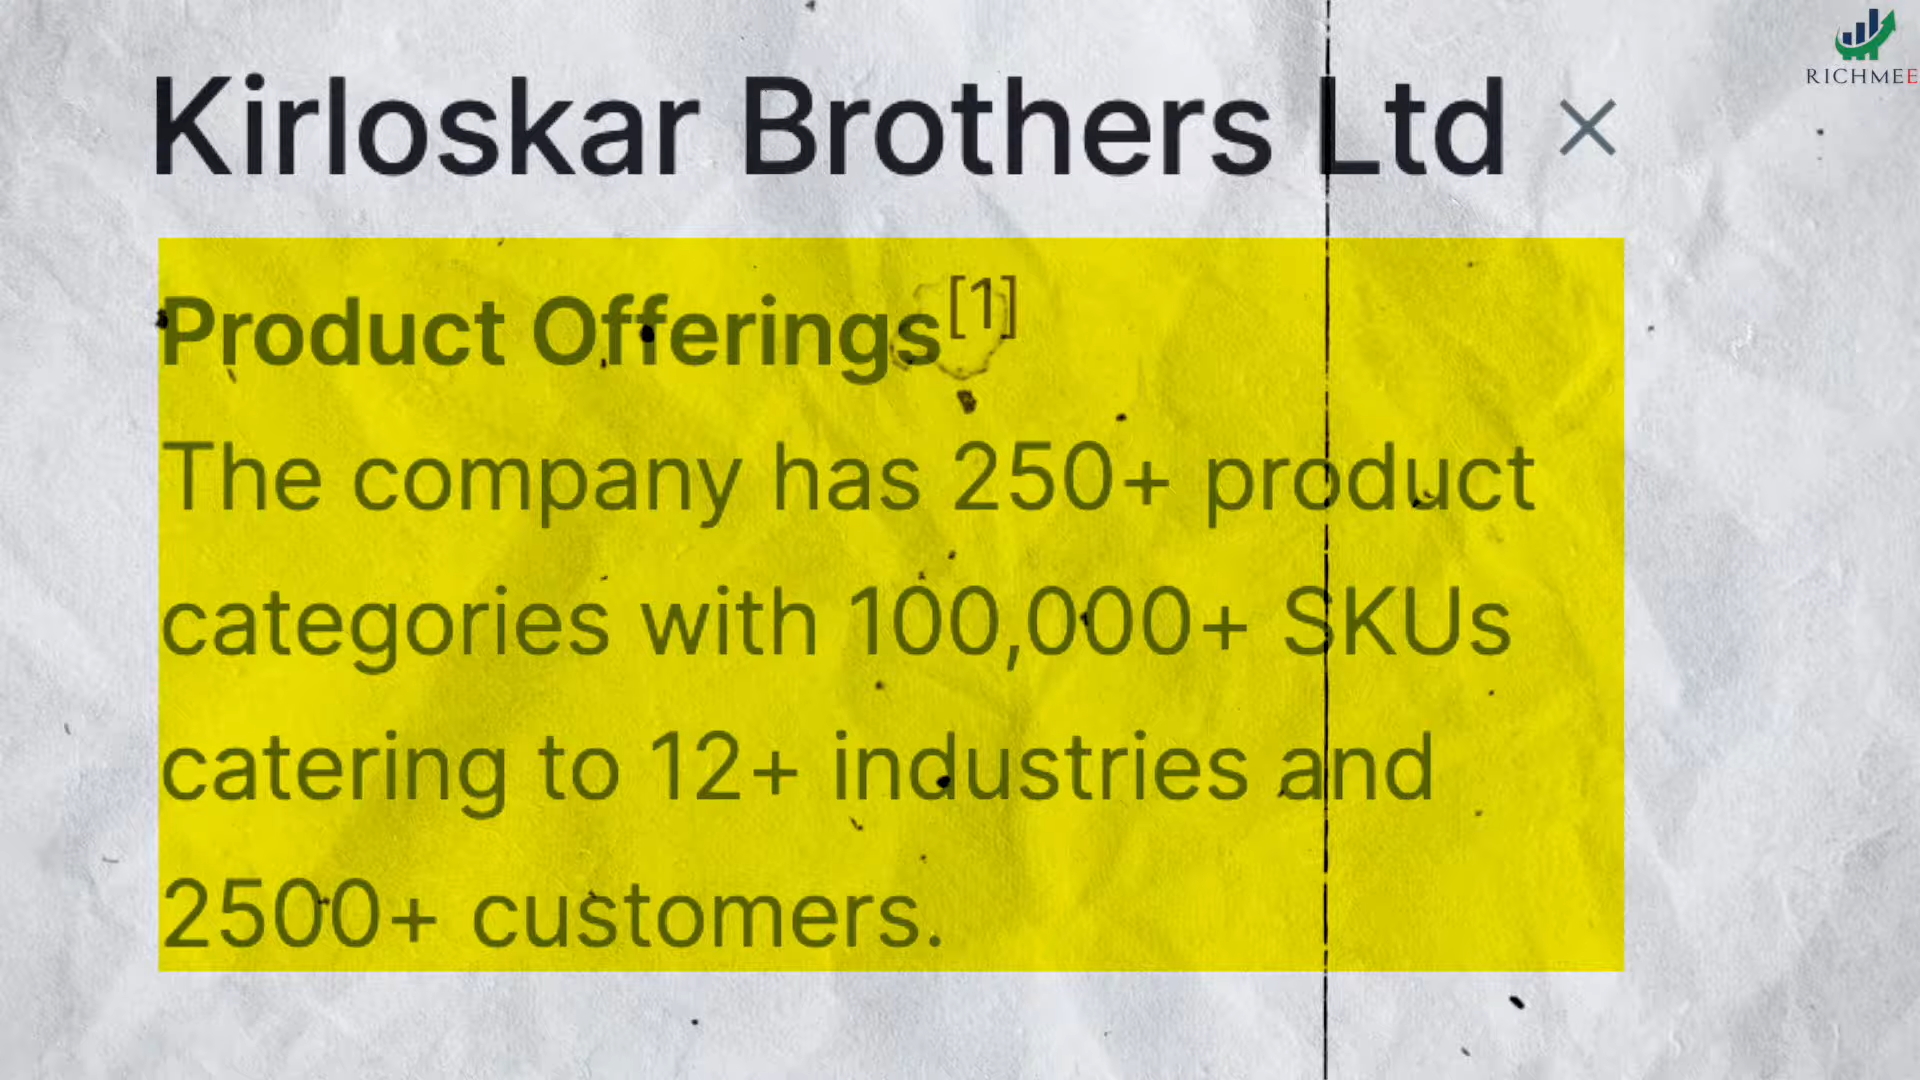 RICHMEE
Kirloskar Brothers Ltd ×
Product Offerings[1]
The company has 250+ product
categories with 100,000+ SKUs
catering to 12+ industries and
2500+ customers.